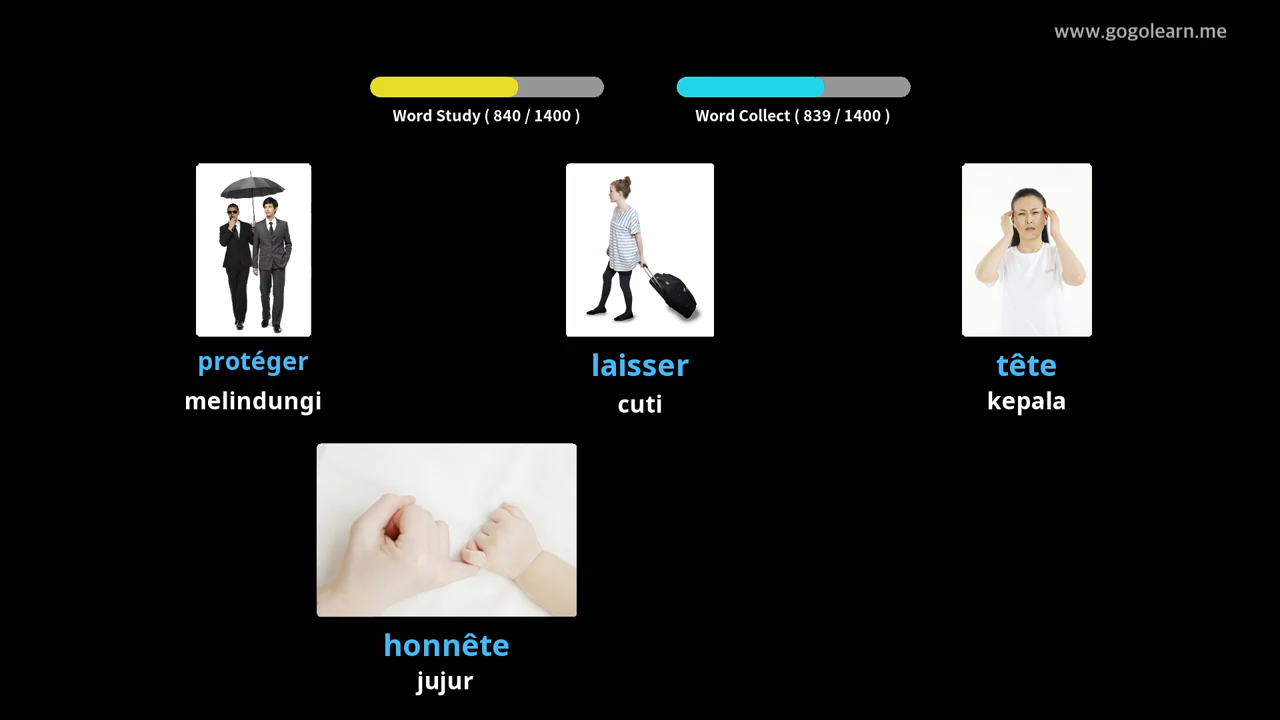 www.gogolearn.me
Word Study ( 840 / 1400 )
Word Collect ( 839 / 1400 )
protéger
melindungi
laisser
cuti
tête
kepala
honnête
jujur